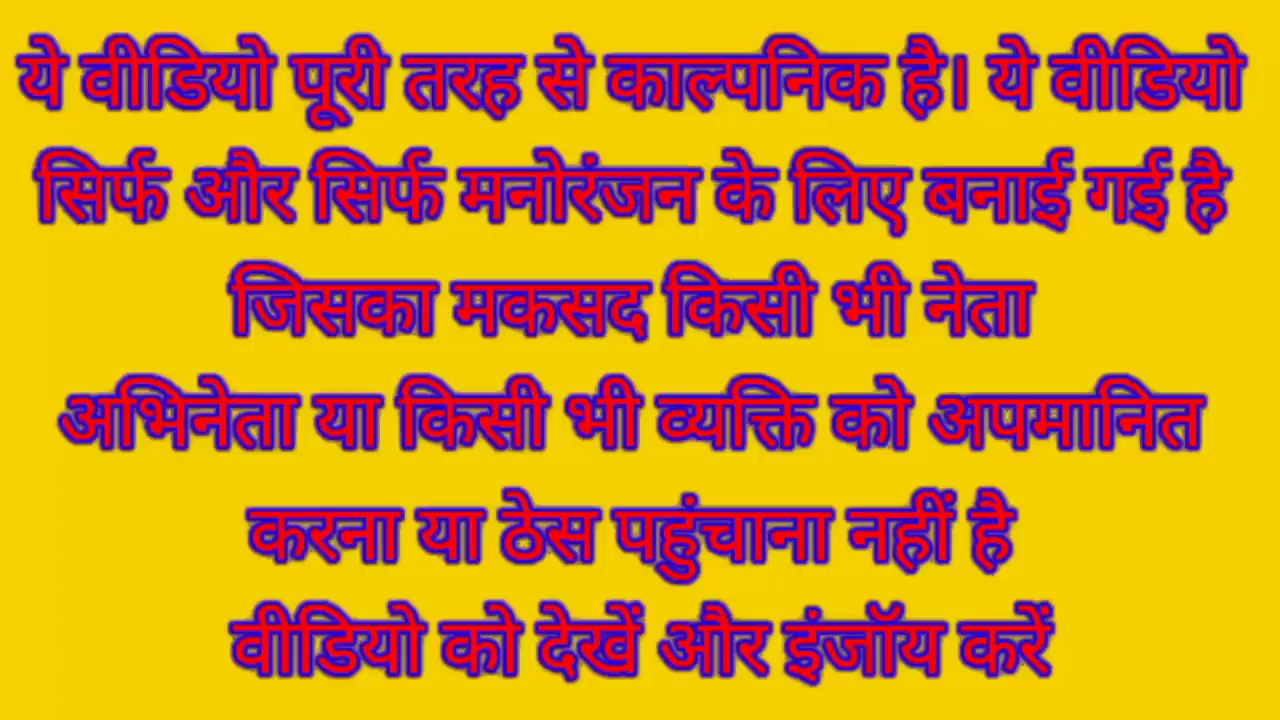 ये वीडियो पूरी तरह से काल्पनिक है। ये वीडियो
सिर्फ और सिर्फ मनोरंजन के लिए बनाई गई है
जिसका मकसद किसी भी नेता
अभिनेता या किसी भी व्यक्ति को अपमानित
करना या ठेस पहुंचाना नहीं है
वीडियो को देखें और इंजॉय करें